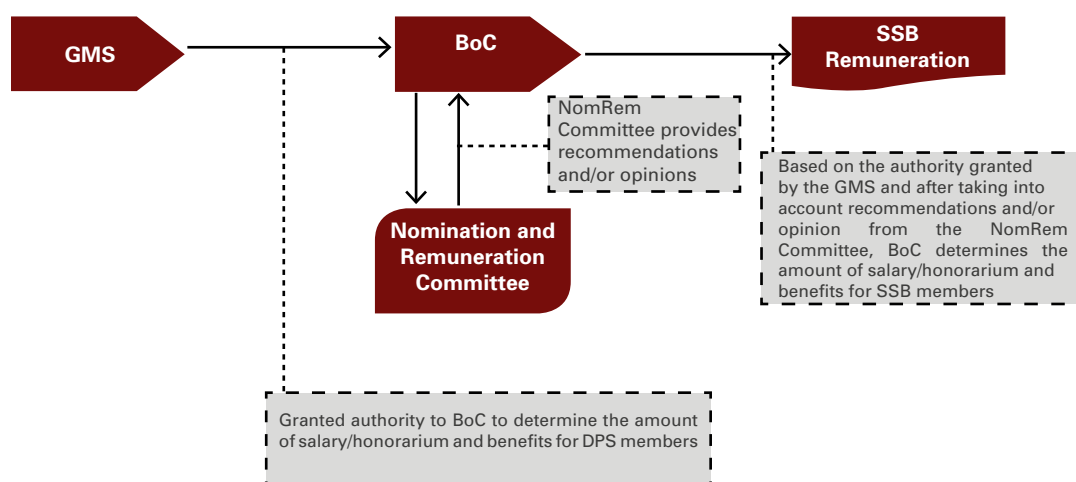 GMS
BoC
SSB
Remuneration
NomRem
Committee provides
recommendations
and/or opinions
Nomination and
Remuneration
Committee
Based on the authority granted
by the GMS and after taking into
account recommendations and/or
opinion from the NomRem
Committee, BoC determines the
amount of salary/honorarium and
benefits for SSB members
Granted authority to BoC to determine the amount
of salary/honorarium and benefits for DPS members